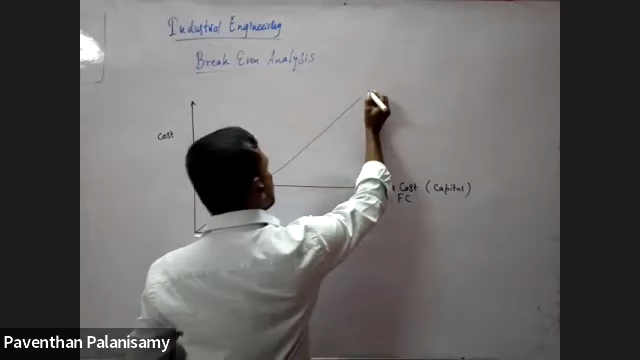 Industrial Engineering
Break Even Analysis
Cost
Cost (Capital)
FC
Paventhan Palanisamy